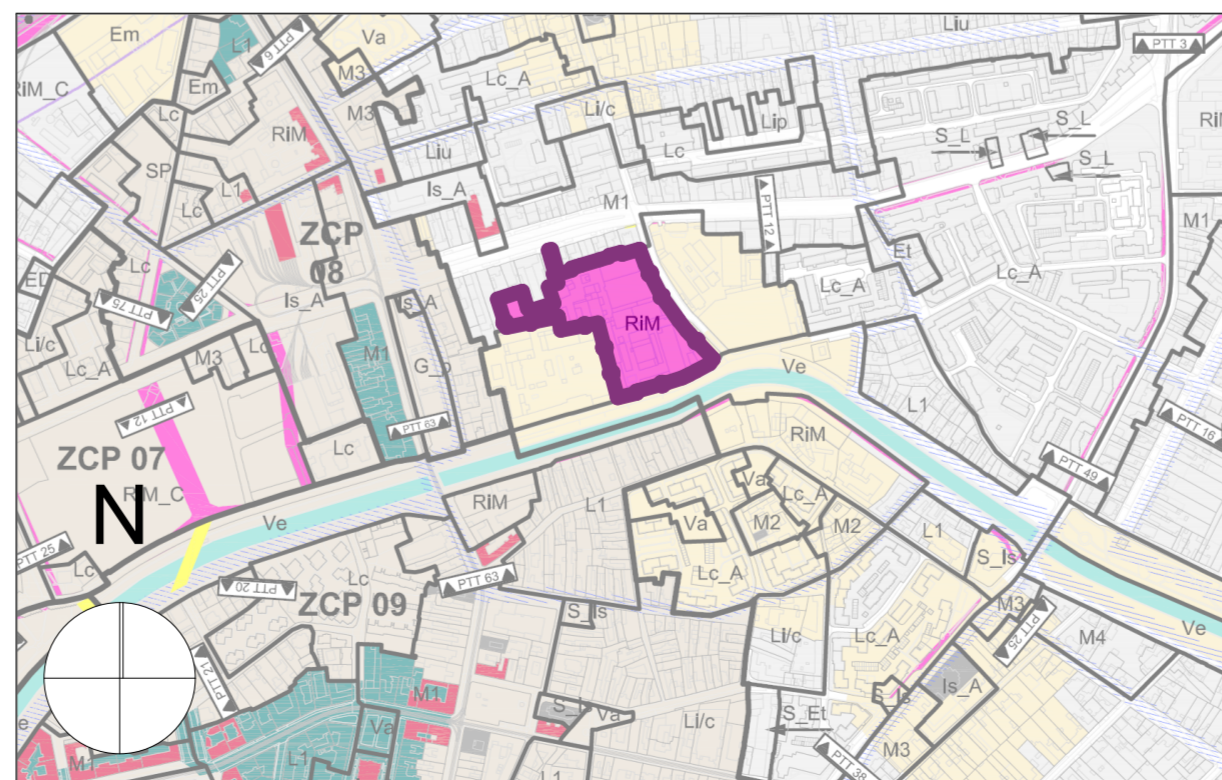 Em
L1
PTT 6
Va
Liu
PTT 3
RiM_C
Em
M3
Lc_A
Lc
RiM
M3
Li/c
Lip
S_L
S_L
S_L
SP
Liu
Lc
L1
Is_A
M1
PTT 12
M1
Lc
ZCP
08
Et
Lc_A
ED
Lc
PTT 25
PTT 75
Is_A
Is_A
Lc_A
RiM
Li/c
Lc_A
M3
Lc
M1
G_p
Ve
PTT 12
PTT 63
L1
PTT 16
Lc
RiM
ZCP 07
RiM_C
N
Va
Lc_A
PTT 49
Ve
RiM
L1
Va
M2
M2
L1
PTT 25
S_Is
Lc
PTT 20
Lc
PTT 63
Lc_A
ZCP 09
S_Is
M3
Ve
Li/c
Lc_A
PTT 25
M4
PTT 21
M1
S_Is
Is_A
Va
Va
Li/c
S_Et
M3
M1
L1
L1
PTT 38